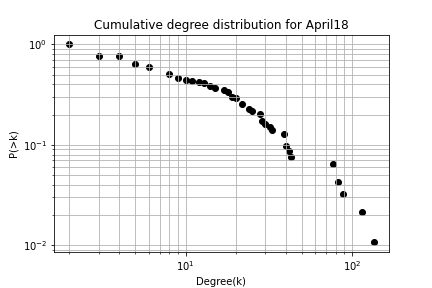 Cumulative degree distribution for April18
10⁰
10⁻¹
10⁻²
P(>k)
10¹
10²
Degree(k)